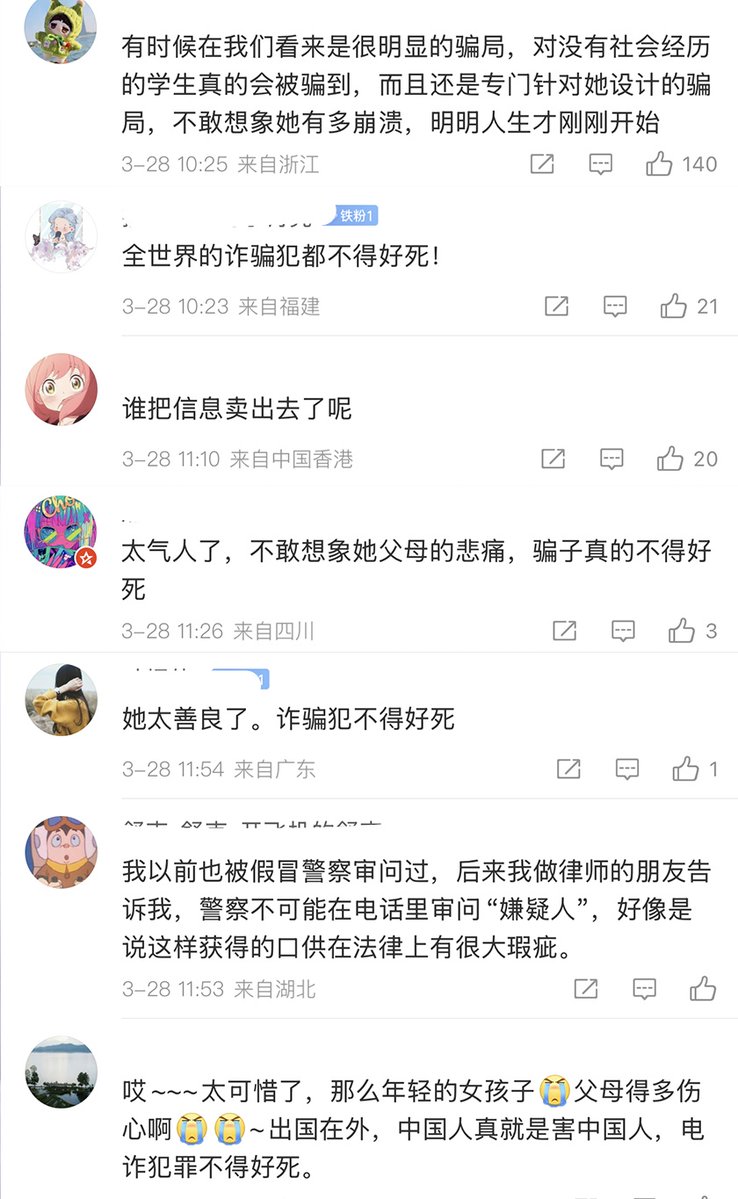 有时候在我们看来是很明显的骗局，对没有社会经历
的学生真的会被骗到，而且还是专门针对她设计的骗
局，不敢想象她有多崩溃，明明人生才刚刚开始
3-28 10:25 来自浙江 140
铁粉1
全世界的诈骗犯都不得好死！
3-28 10:23 来自福建 21
谁把信息卖出去了呢
3-28 11:10 来自中国香港 20
太气人了，不敢想象她父母的悲痛，骗子真的不得好
死
3-28 11:26 来自四川 3
她太善良了。诈骗犯不得好死
3-28 11:54 来自广东 1
我以前也被假冒警察审问过，后来我做律师的朋友告
诉我，警察不可能在电话里审问“嫌疑人”，好像是
说这样获得的口供在法律上有很大瑕疵。
3-28 11:53 来自湖北
哎~~~太可惜了，那么年轻的女孩子😭父母得多伤
心啊😭😭~出国在外，中国人真就是害中国人，电
诈犯罪不得好死。